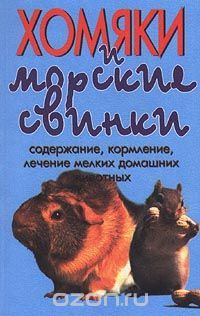 ХОМЯКИ
и
морские
свинки
содержание, кормление,
лечение мелких домашних
животных
ozon.ru